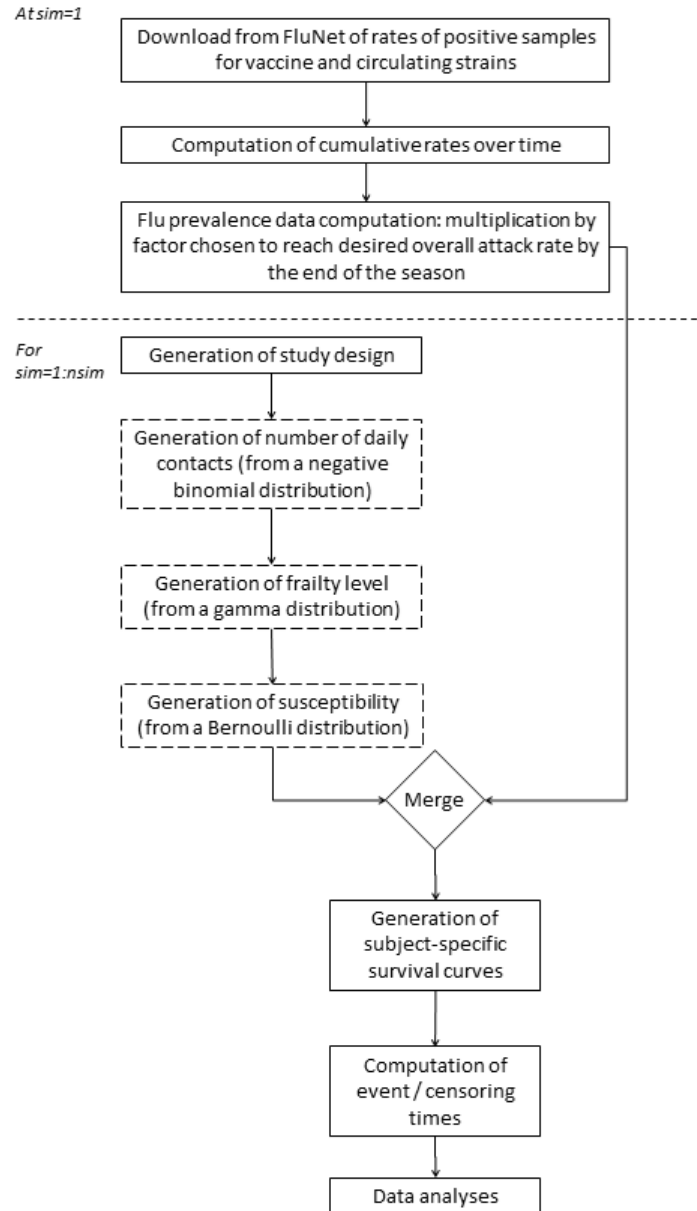 At sim=1
Download from FluNet of rates of positive samples
for vaccine and circulating strains
Computation of cumulative rates over time
Flu prevalence data computation: multiplication by
factor chosen to reach desired overall attack rate by
the end of the season
For
sim=1:nsim
Generation of study design
Generation of number of daily
contacts (from a negative
binomial distribution)
Generation of frailty level
(from a gamma distribution)
Generation of susceptibility
(from a Bernoulli distribution)
Merge
Generation of
subject-specific
survival curves
Computation of
event / censoring
times
Data analyses